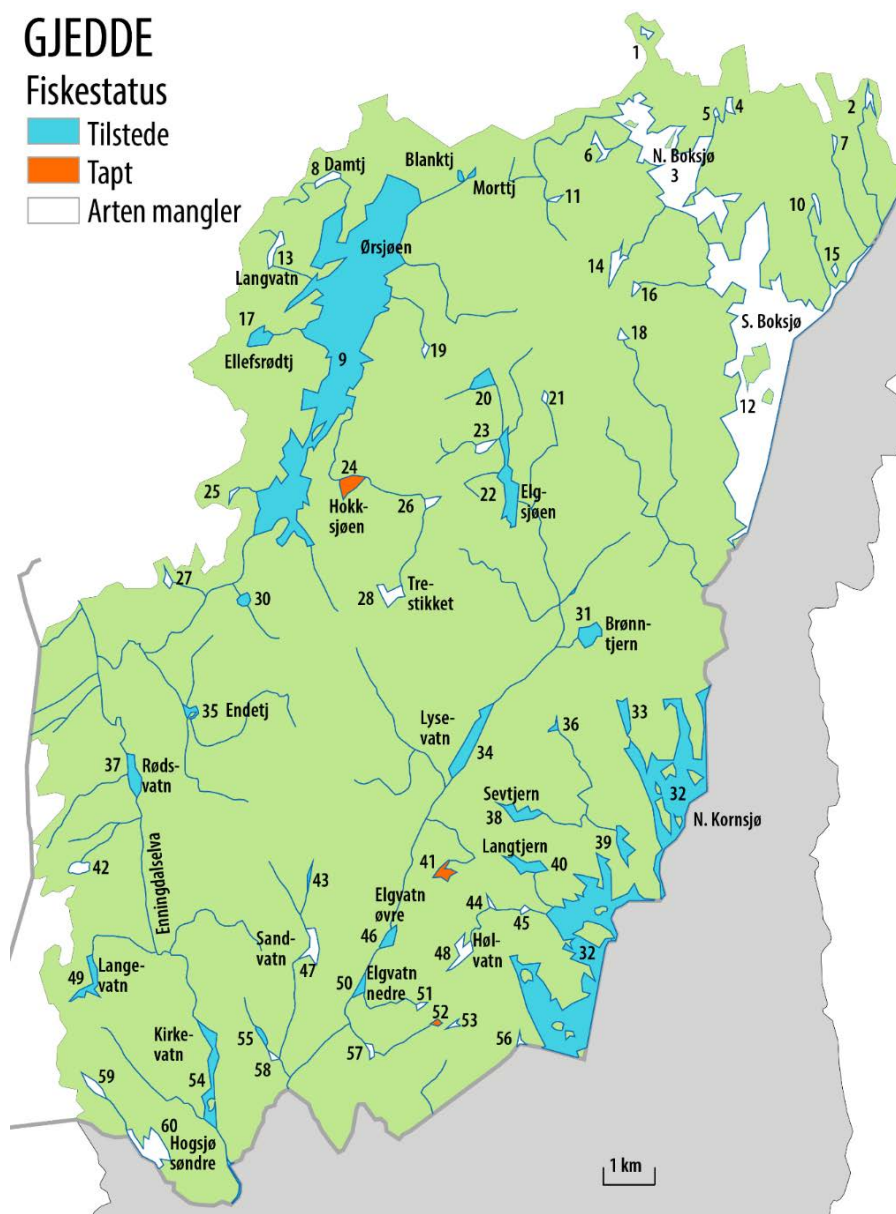 GJEDDE
Fiskestatus
Tilstede
Tapt
Arten mangler
1
2
5
4
7
6
N. Boksjø
3
8
Damtj
Blanktj
Morttj
11
10
13
Langvatn
Ørsjøen
14
15
16
17
Ellefsrødtj
9
19
18
S. Boksjø
12
20
21
23
22
Elg-
sjøen
24
Hokk-
sjøen
25
26
27
28
Tre-
stikket
30
31
Brønn-
tjern
35
Endetj
Lyse-
vatn
34
36
33
32
N. Kornsjø
37
Røds-
vatn
Sevtjern
38
39
Langtjern
40
41
42
Enningdalselva
43
Elgvatn
øvre
46
44
45
Sand-
vatn
47
48
Høl-
vatn
32
49
Lange-
vatn
50
Elgvatn
nedre
51
52
53
Kirke-
vatn
54
55
56
57
58
59
60
Hogsjø
søndre
1 km